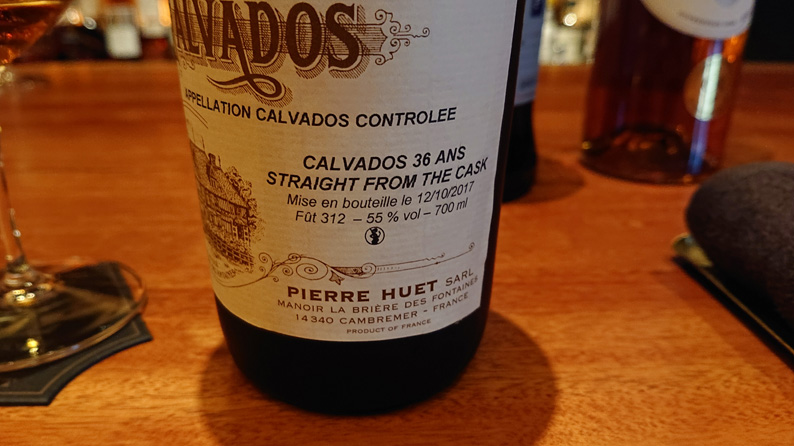 CALVADOS
APPELLATION CALVADOS CONTROLEE
CALVADOS 36 ANS
STRAIGHT FROM THE CASK
Mise en bouteille le 12/10/2017
Fût 312 – 55 % vol – 700 ml
PIERRE HUET SARL
MANOIR LA BRIÈRE DES FONTAINES
14340 CAMBREMER - FRANCE
PRODUCT OF FRANCE